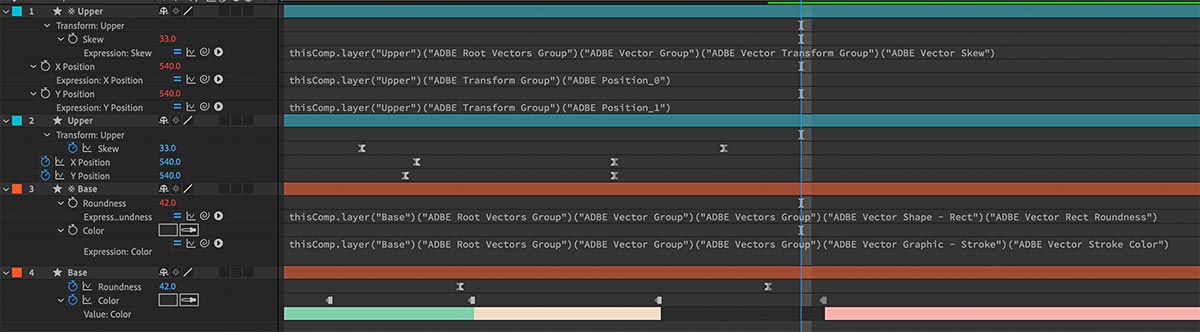 1 ※ Upper
Transform: Upper
Skew 33.0
Expression: Skew thisComp.layer("Upper")("ADBE Root Vectors Group")("ADBE Vector Group")("ADBE Vector Transform Group")("ADBE Vector Skew")
X Position 540.0
Expression: X Position thisComp.layer("Upper")("ADBE Transform Group")("ADBE Position_0")
Y Position 540.0
Expression: Y Position thisComp.layer("Upper")("ADBE Transform Group")("ADBE Position_1")
2 Upper
Transform: Upper
Skew 33.0
X Position 540.0
Y Position 540.0
3 ※ Base
Roundness 42.0
Express…undness thisComp.layer("Base")("ADBE Root Vectors Group")("ADBE Vector Group")("ADBE Vectors Group")("ADBE Vector Shape - Rect")("ADBE Vector Rect Roundness")
Color
Expression: Color thisComp.layer("Base")("ADBE Root Vectors Group")("ADBE Vector Group")("ADBE Vectors Group")("ADBE Vector Graphic - Stroke")("ADBE Vector Stroke Color")
4 Base
Roundness 42.0
Color
Value: Color